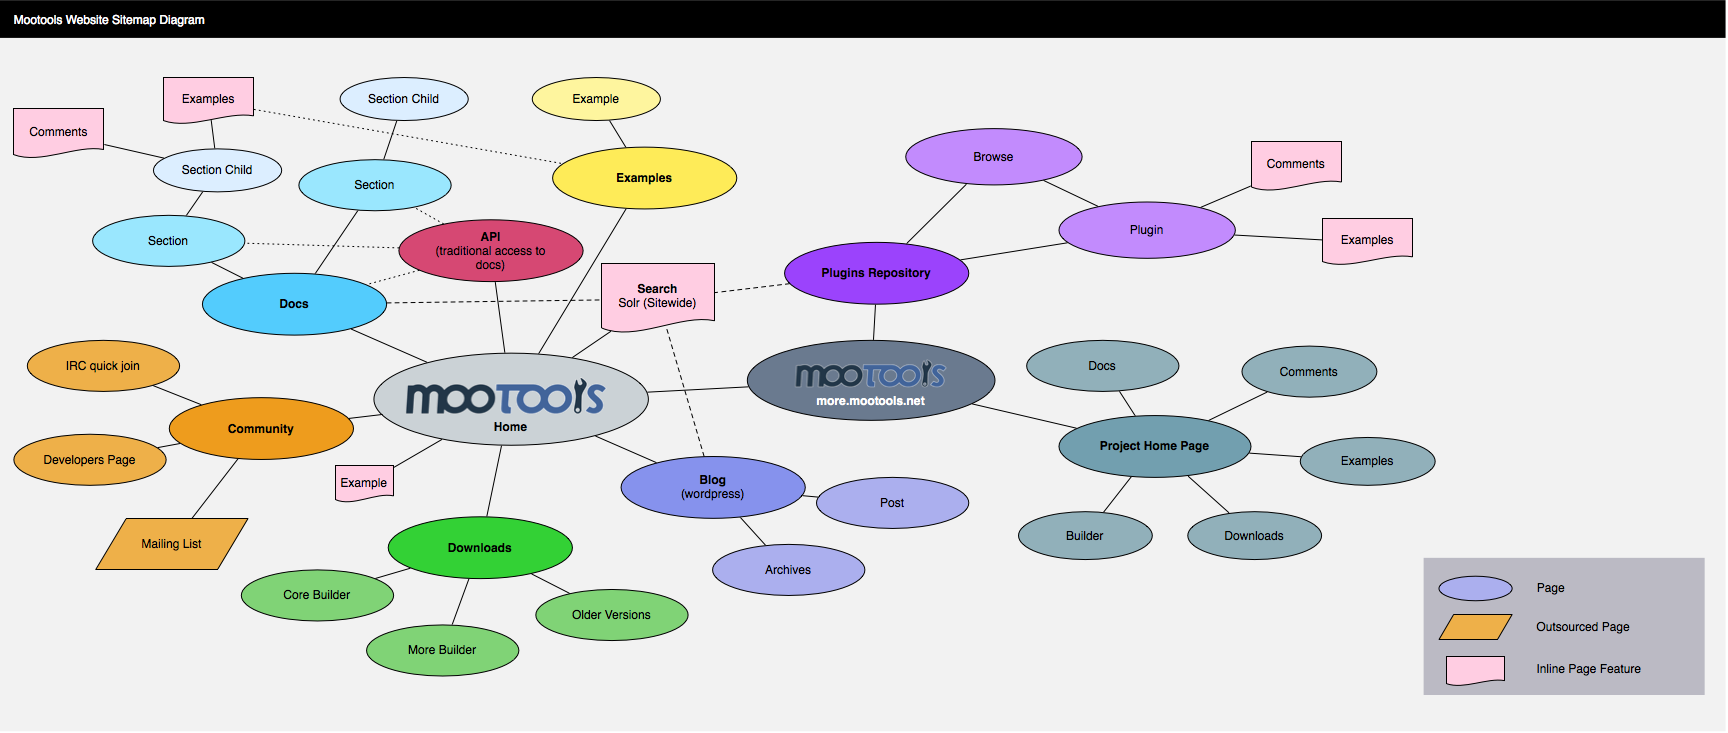 Mootools Website Sitemap Diagram
Examples
Section Child
Example
Comments
Section Child
Section
Examples
Browse
Comments
Section
API
(traditional access to
docs)
Plugin
Examples
Docs
Search
Solr (Sitewide)
Plugins Repository
IRC quick join
mootools
Home
mootools
more.mootools.net
Docs
Comments
Community
Developers Page
Example
Blog
(wordpress)
Post
Project Home Page
Examples
Mailing List
Downloads
Archives
Builder
Downloads
Core Builder
Older Versions
More Builder
Page
Outsourced Page
Inline Page Feature